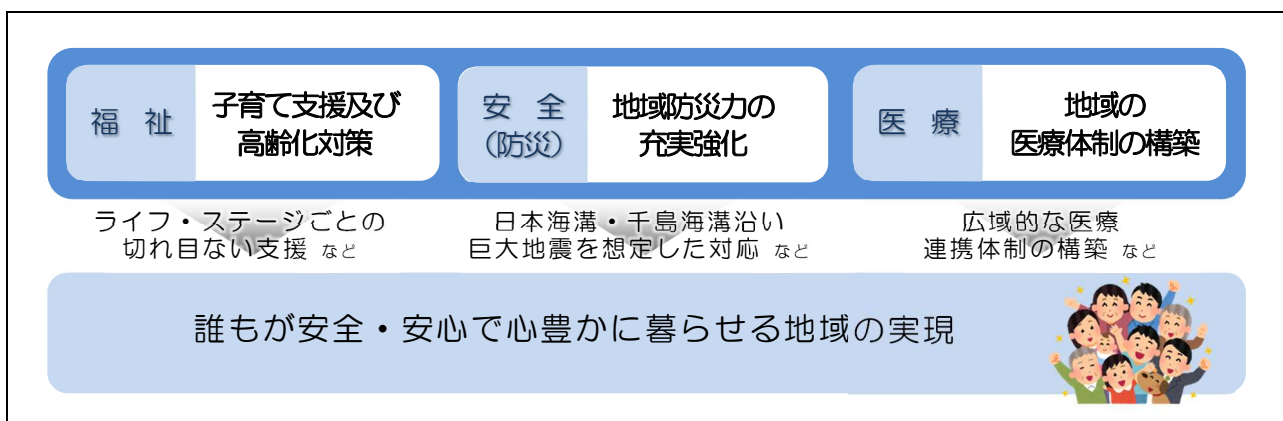 福 祉
子育て支援及び
高齢化対策
安 全
(防災)
地域防災力の
充実強化
医 療
地域の
医療体制の構築
ライフ・ステージごとの
切れ目ない支援 など
日本海溝・千島海溝沿い
巨大地震を想定した対応 など
広域的な医療
連携体制の構築 など
誰もが安全・安心で心豊かに暮らせる地域の実現